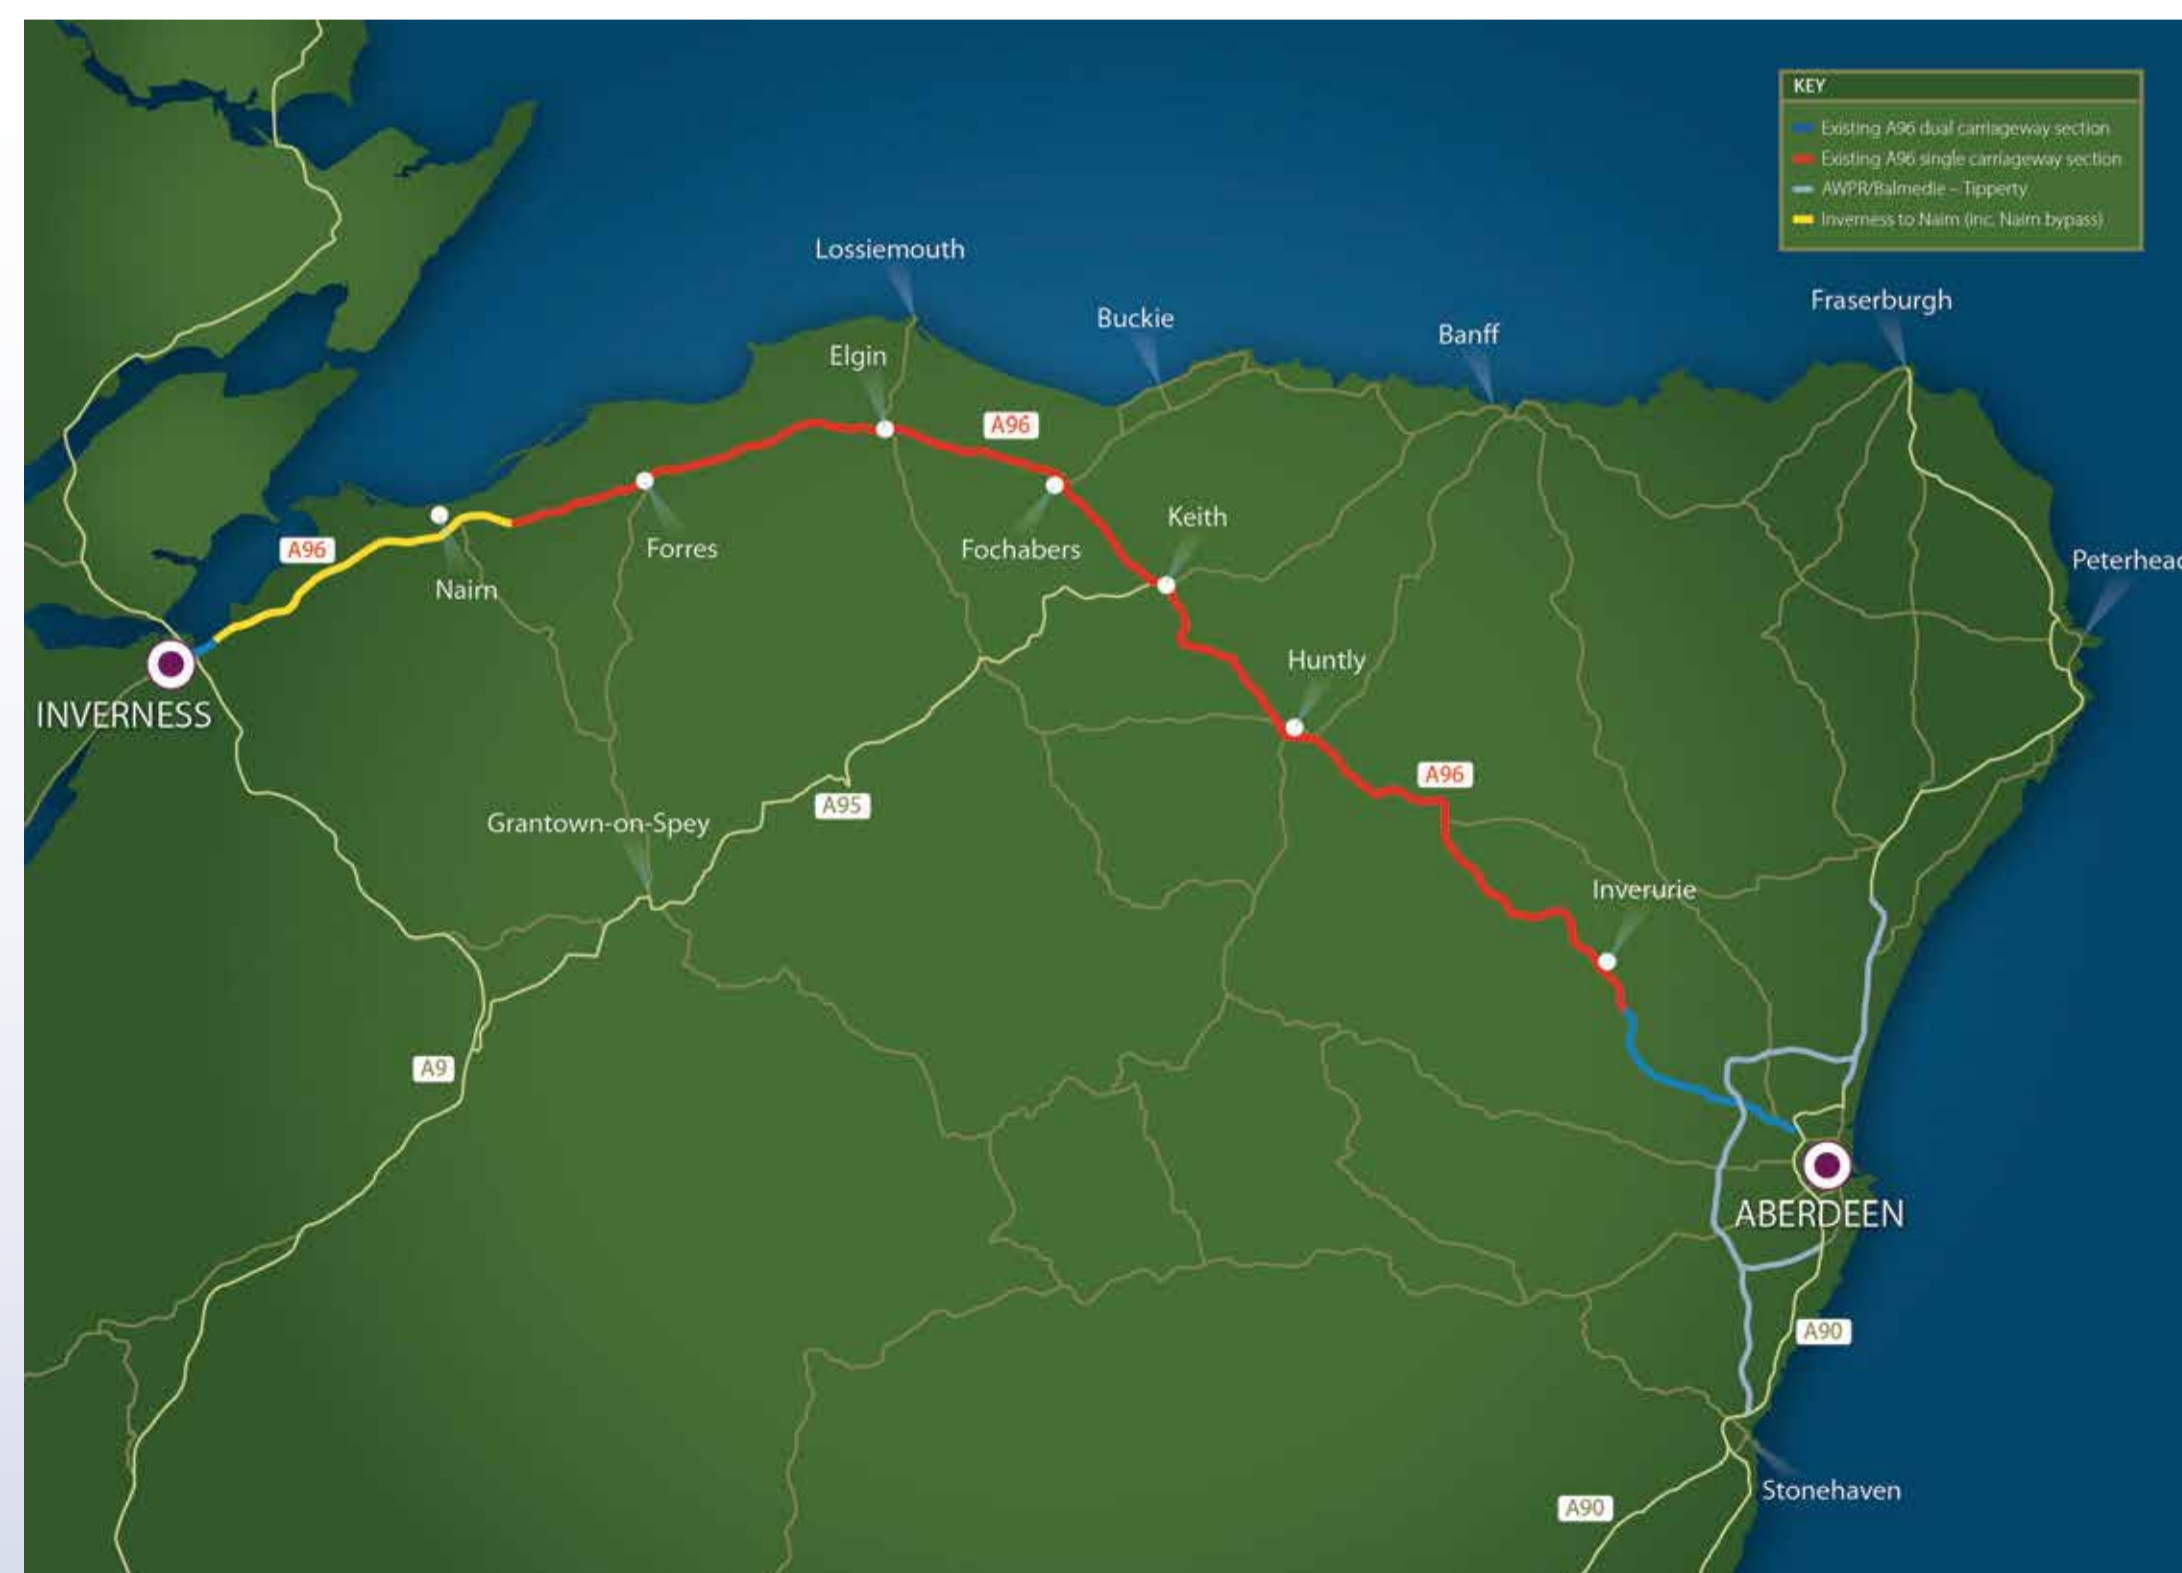 KEY
Existing A96 dual carriageway section
Existing A96 single carriageway section
AWPR/Balmedie – Tipperty
Inverness to Nairn (inc. Nairn bypass)
Lossiemouth
Fraserburgh
Buckie
Banff
Elgin
A96
Keith
Peterhead
A96
Forres
Fochabers
Nairn
Huntly
INVERNESS
A96
A95
Grantown-on-Spey
Inverurie
A9
ABERDEEN
A90
Stonehaven
A90